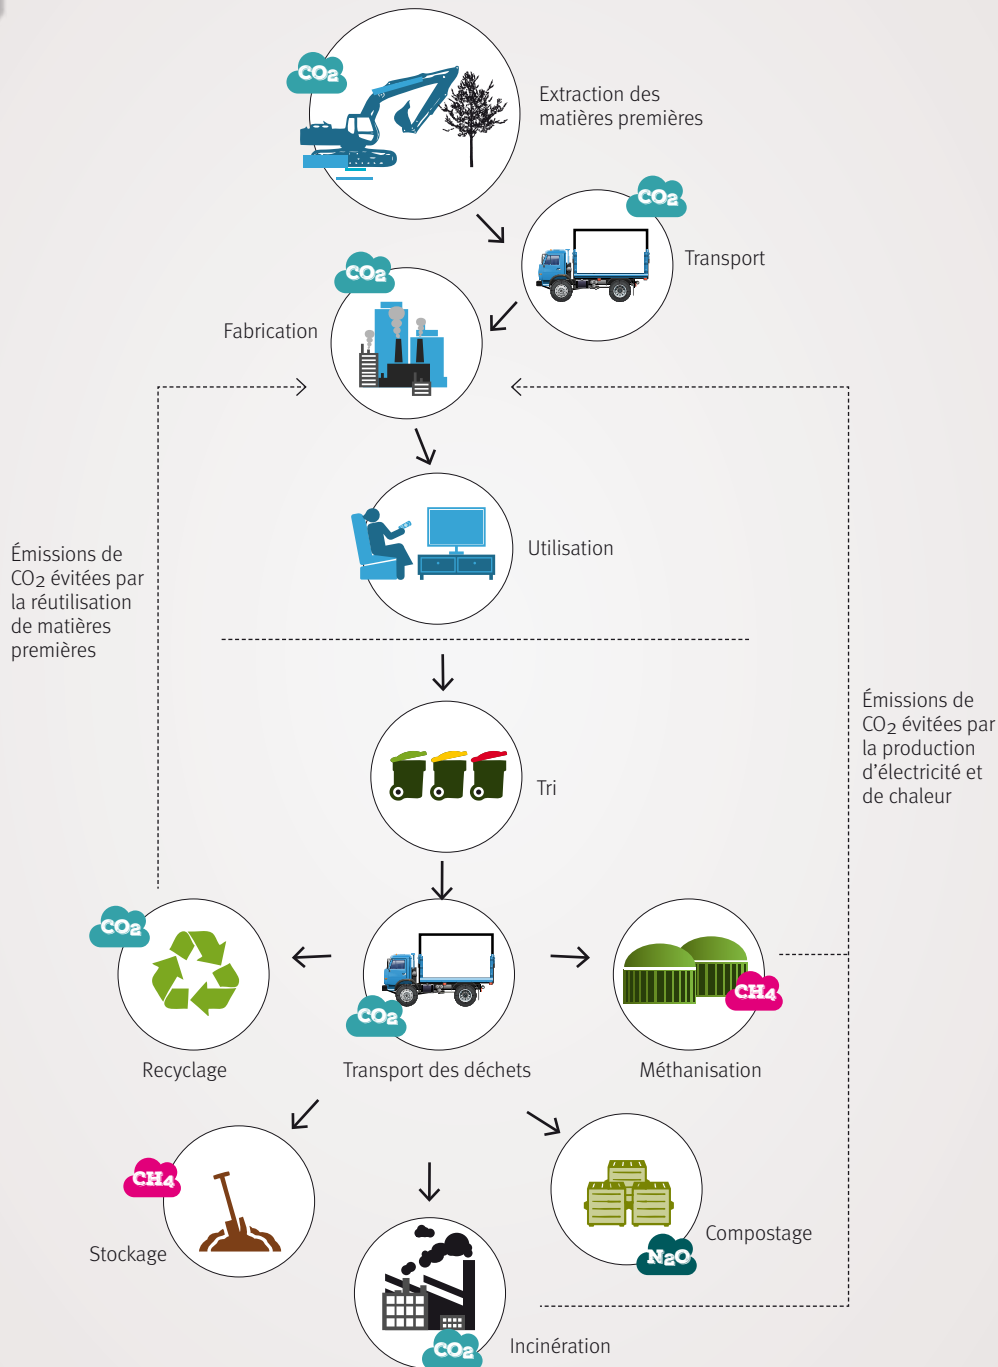 CO2
Extraction des
matières premières
CO2
Transport
CO2
Fabrication
Utilisation
Émissions de
CO2 évitées par
la réutilisation
de matières
premières
Émissions de
CO2 évitées par
la production
d'électricité et
de chaleur
Tri
CO2
Recyclage
CO2
Transport des déchets
CH4
Méthanisation
CH4
Stockage
Compostage
N2O
CO2
Incinération